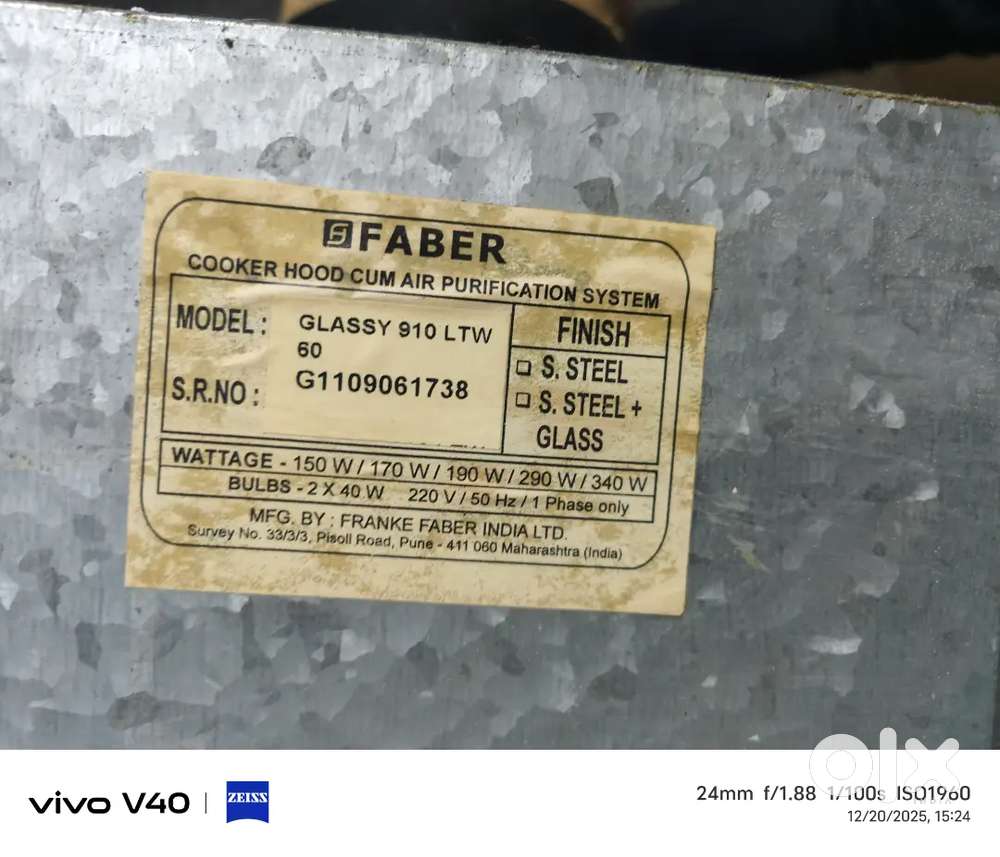 FABER
COOKER HOOD CUM AIR PURIFICATION SYSTEM
MODEL : GLASSY 910 LTW
60
S.R.NO : G1109061738
FINISH
S. STEEL
S. STEEL +
GLASS
WATTAGE - 150 W / 170 W / 190 W / 290 W / 340 W
BULBS - 2 X 40 W 220 V / 50 Hz / 1 Phase only
MFG. BY : FRANKE FABER INDIA LTD.
Survey No. 33/3/3, Pisoll Road, Pune - 411 060 Maharashtra (India)
vivo V40 | ZEISS
24mm f/1.88 1/100s ISO1960
12/20/2025, 15:24
olx
INDIA